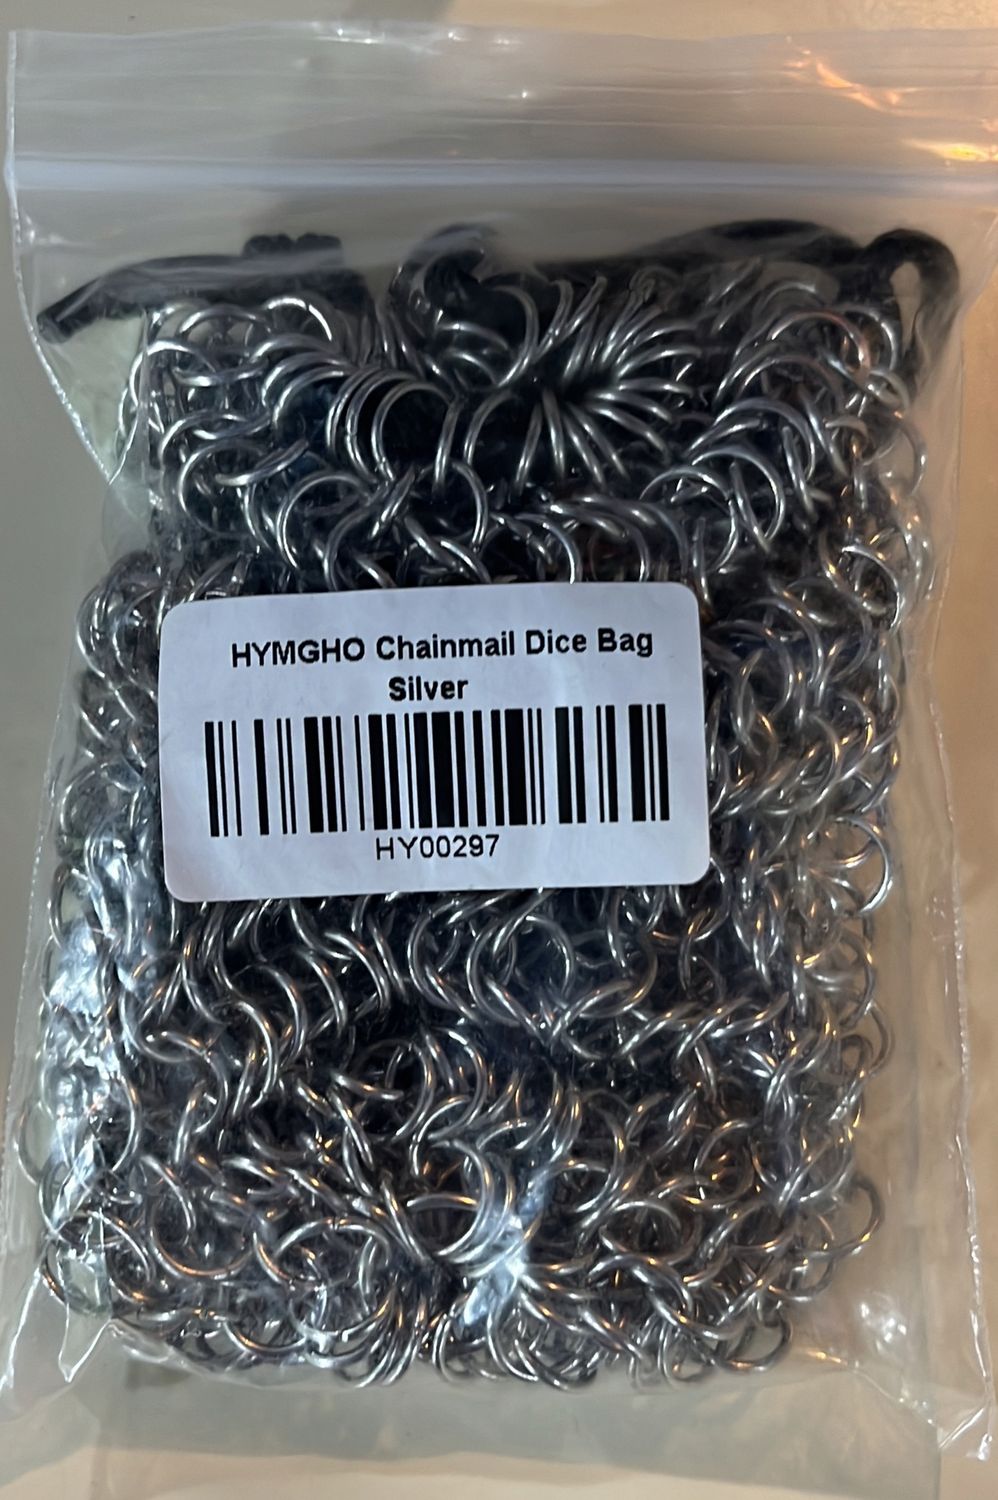 HYMGHO Chainmail Dice Bag
Silver
HY00297